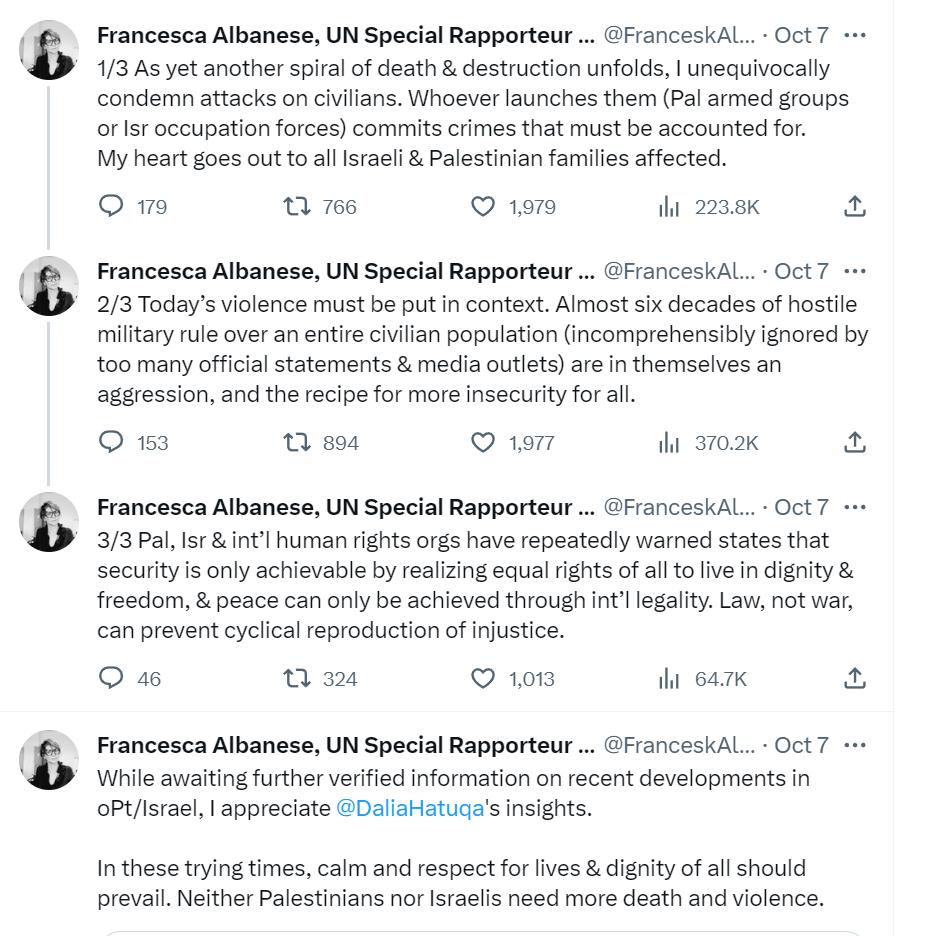 Francesca Albanese, UN Special Rapporteur ... @FranceskAl... · Oct 7 ···
1/3 As yet another spiral of death & destruction unfolds, I unequivocally
condemn attacks on civilians. Whoever launches them (Pal armed groups
or Isr occupation forces) commits crimes that must be accounted for.
My heart goes out to all Israeli & Palestinian families affected.
179 766 1,979 223.8K
Francesca Albanese, UN Special Rapporteur ... @FranceskAl... · Oct 7 ···
2/3 Today’s violence must be put in context. Almost six decades of hostile
military rule over an entire civilian population (incomprehensibly ignored by
too many official statements & media outlets) are in themselves an
aggression, and the recipe for more insecurity for all.
153 894 1,977 370.2K
Francesca Albanese, UN Special Rapporteur ... @FranceskAl... · Oct 7 ···
3/3 Pal, Isr & int’l human rights orgs have repeatedly warned states that
security is only achievable by realizing equal rights of all to live in dignity &
freedom, & peace can only be achieved through int’l legality. Law, not war,
can prevent cyclical reproduction of injustice.
46 324 1,013 64.7K
Francesca Albanese, UN Special Rapporteur ... @FranceskAl... · Oct 7 ···
While awaiting further verified information on recent developments in
oPt/Israel, I appreciate @DaliaHatuqa's insights.
In these trying times, calm and respect for lives & dignity of all should
prevail. Neither Palestinians nor Israelis need more death and violence.